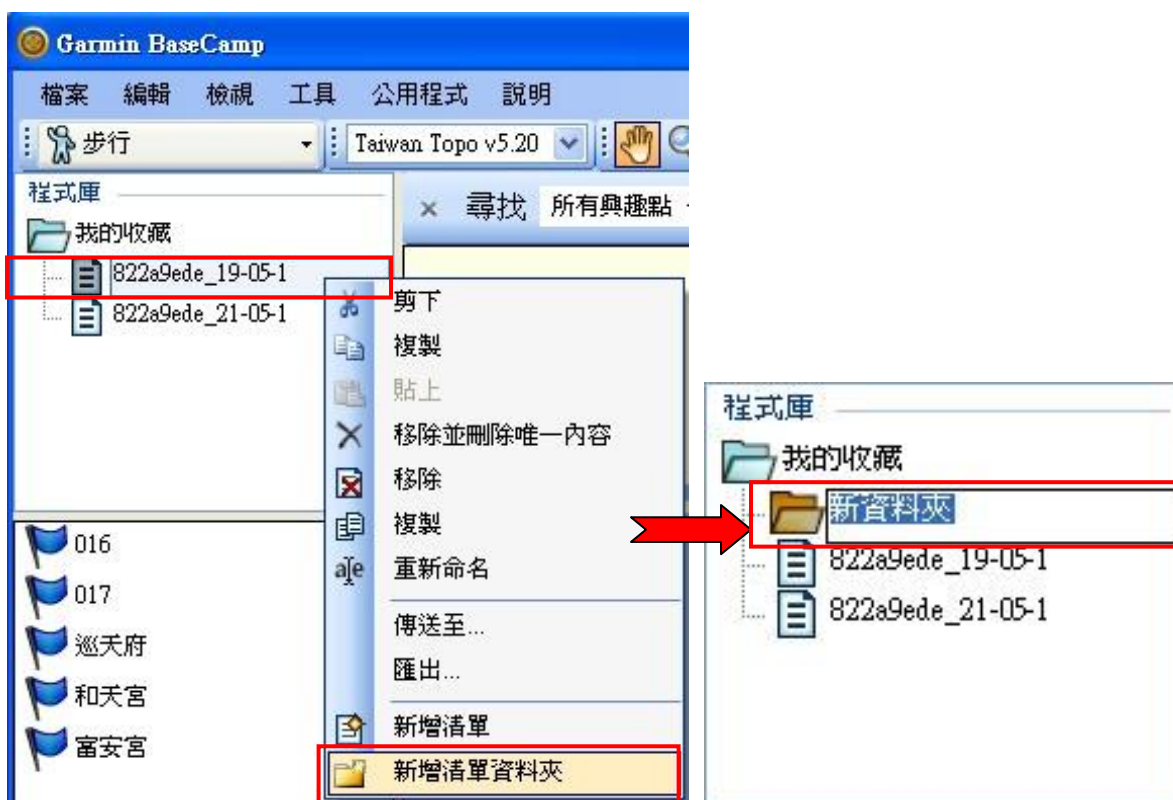 Garmin BaseCamp
檔案 編輯 檢視 工具 公用程式 說明
步行 Taiwan Topo v5.20
程式庫
× 尋找 所有興趣點
我的收藏
822a9ede_19-05-1
822a9ede_21-05-1
剪下
複製
貼上
移除並刪除唯一內容
移除
複製
重新命名
傳送至...
匯出...
新增清單
新增清單資料夾
016
017
巡天府
和天宮
富安宮
程式庫
我的收藏
新資料夾
822a9ede_19-05-1
822a9ede_21-05-1